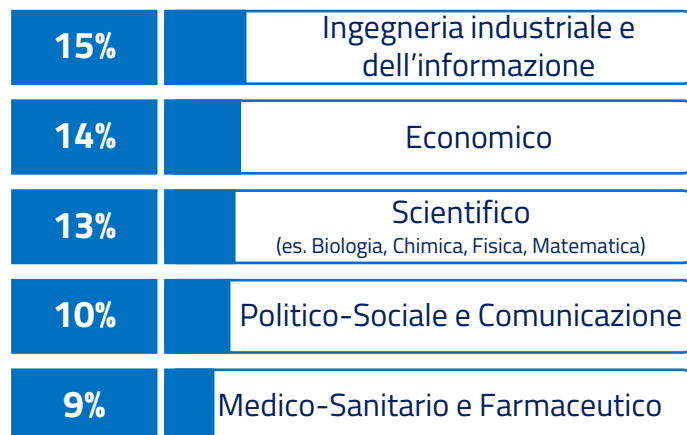 15%
Ingegneria industriale e
dell’informazione
14%
Economico
13%
Scientifico
(es. Biologia, Chimica, Fisica, Matematica)
10%
Politico-Sociale e Comunicazione
9%
Medico-Sanitario e Farmaceutico